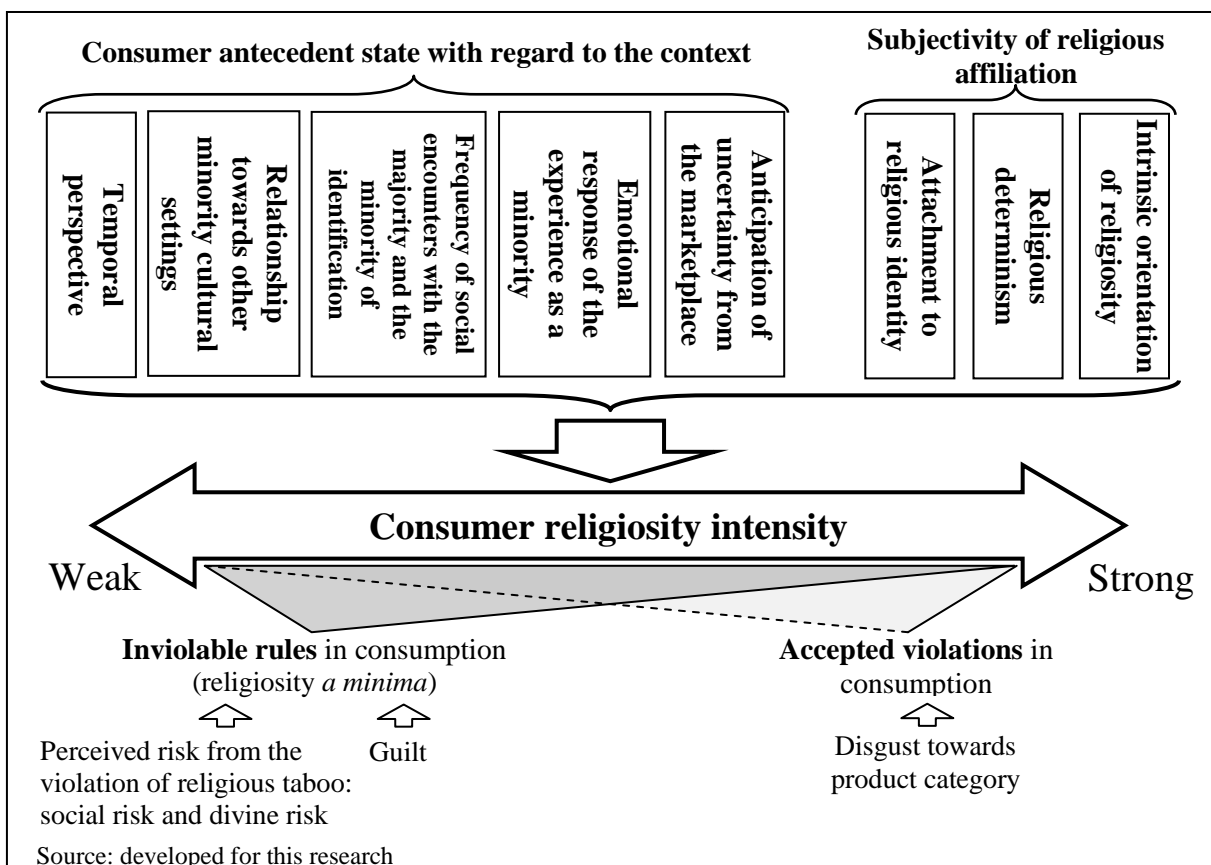 Consumer antecedent state with regard to the context
Subjectivity of religious
affiliation
Temporal
perspective
Relationship
towards other
minority cultural
settings
Frequency of social
encounters with the
majority and the
minority of
identification
Emotional
response of the
experience as a
minority
Anticipation of
uncertainty from
the marketplace
Attachment to
religious identity
Religious
determinism
Intrinsic orientation
of religiosity
Consumer religiosity intensity
Weak
Strong
Inviolable rules in consumption
(religiosity a minima)
Accepted violations in
consumption
Perceived risk from the
violation of religious taboo:
social risk and divine risk
Guilt
Disgust towards
product category
Source: developed for this research